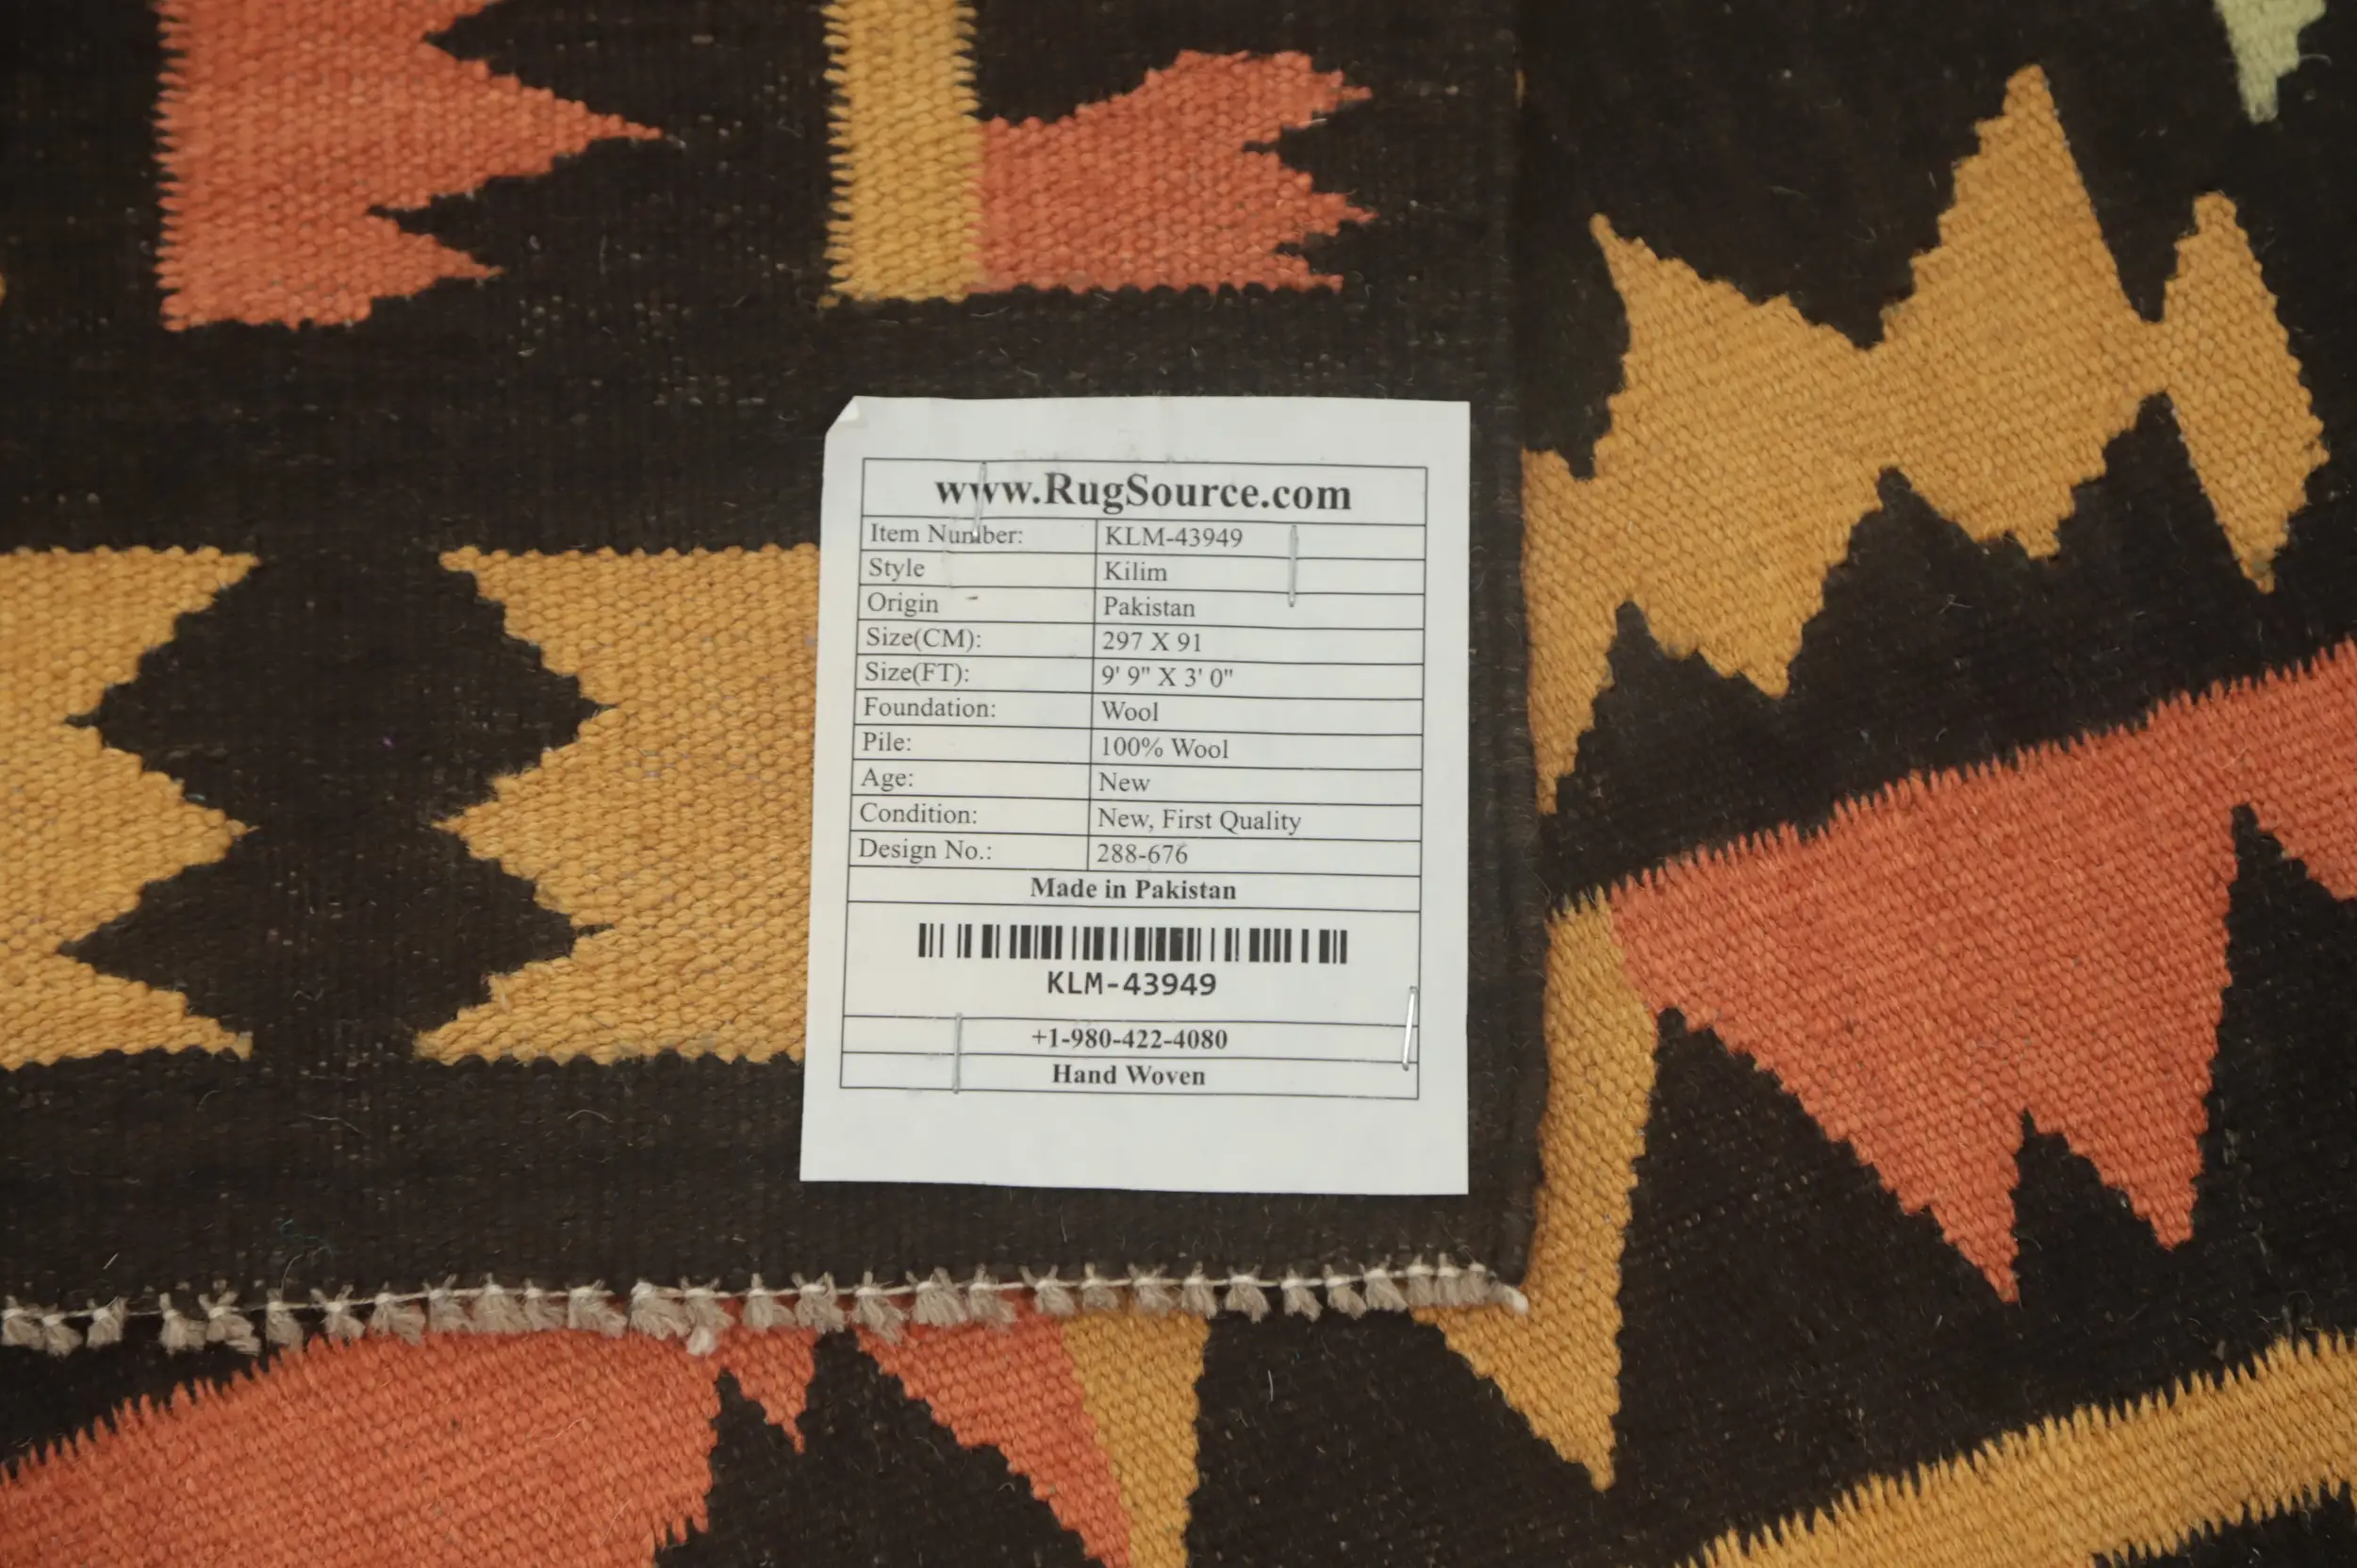 www.RugSource.com
Item Number: KLM-43949
Style Kilim
Origin Pakistan
Size(CM): 297 X 91
Size(FT): 9' 9" X 3' 0"
Foundation: Wool
Pile: 100% Wool
Age: New
Condition: New, First Quality
Design No.: 288-676
Made in Pakistan
KLM-43949
+1-980-422-4080
Hand Woven